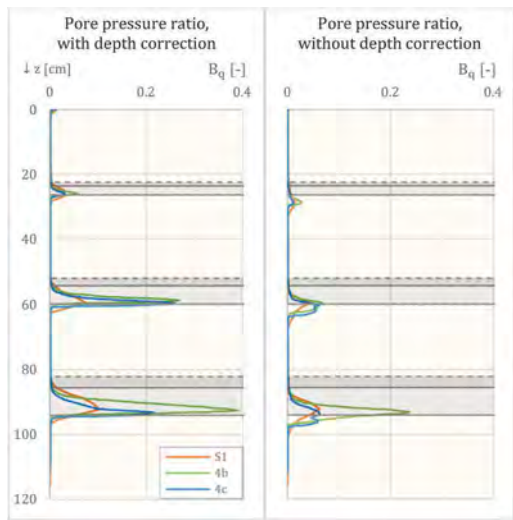 Pore pressure ratio,
with depth correction
↓ z [cm]
B_q [-]
0
0.2
0.4
0
20
40
60
80
100
120
S1
4b
4c
Pore pressure ratio,
without depth correction
B_q [-]
0
0.2
0.4